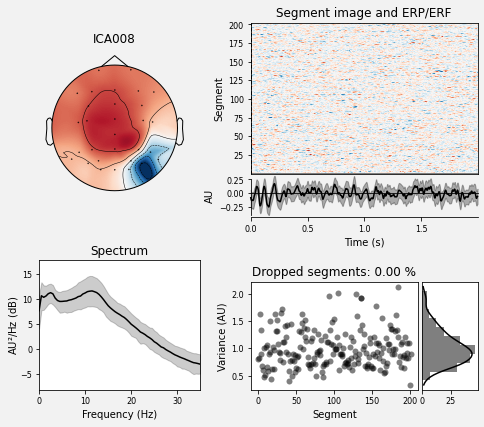 ICA008
Segment image and ERP/ERF
Segment
200
175
150
125
100
75
50
25
AU
0.25
0.00
−0.25
0.0 0.5 1.0 1.5
Time (s)
Spectrum
AU²/Hz (dB)
15
10
5
0
−5
0 10 20 30
Frequency (Hz)
Dropped segments: 0.00 %
Variance (AU)
2.0
1.5
1.0
0.5
0 50 100 150 200
Segment
0 25